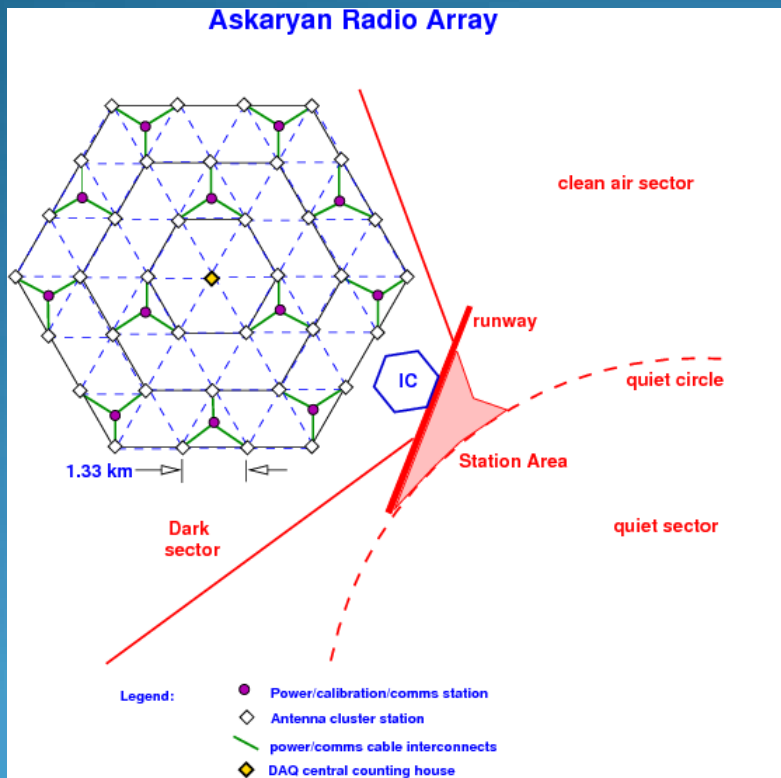 Askaryan Radio Array
clean air sector
runway
IC
quiet circle
Station Area
1.33 km
Dark
sector
quiet sector
Legend:
Power/calibration/comms station
Antenna cluster station
power/comms cable interconnects
DAQ central counting house